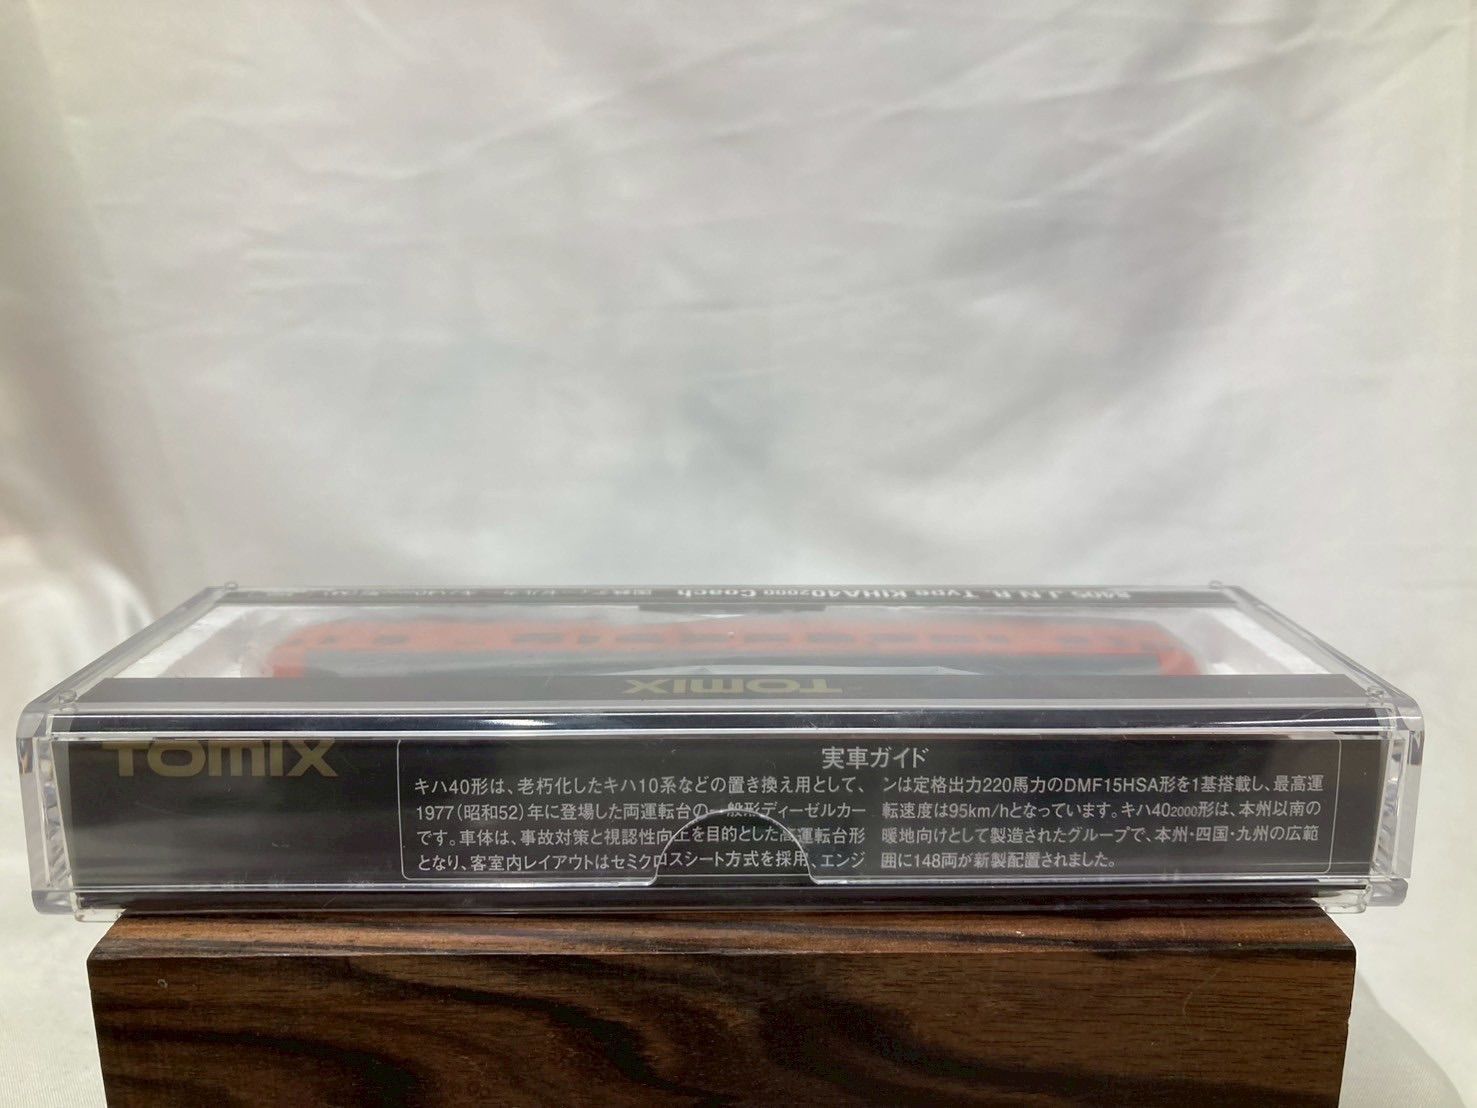 J.N.R. Type KIHA402000 Coach
TOMIX
TOMIX
実車ガイド
キハ40形は、老朽化したキハ10系などの置き換え用として、
1977(昭和52)年に登場した両運転台の一般形ディーゼルカー
です。車体は、事故対策と視認性向上を目的とした高運転台形
となり、客室内レイアウトはセミクロスシート方式を採用、エンジ
ンは定格出力220馬力のDMF15HSA形を1基搭載し、最高運
転速度は95km/hとなっています。キハ402000形は、本州以南の
暖地向けとして製造されたグループで、本州・四国・九州の広範
囲に148両が新製配置されました。